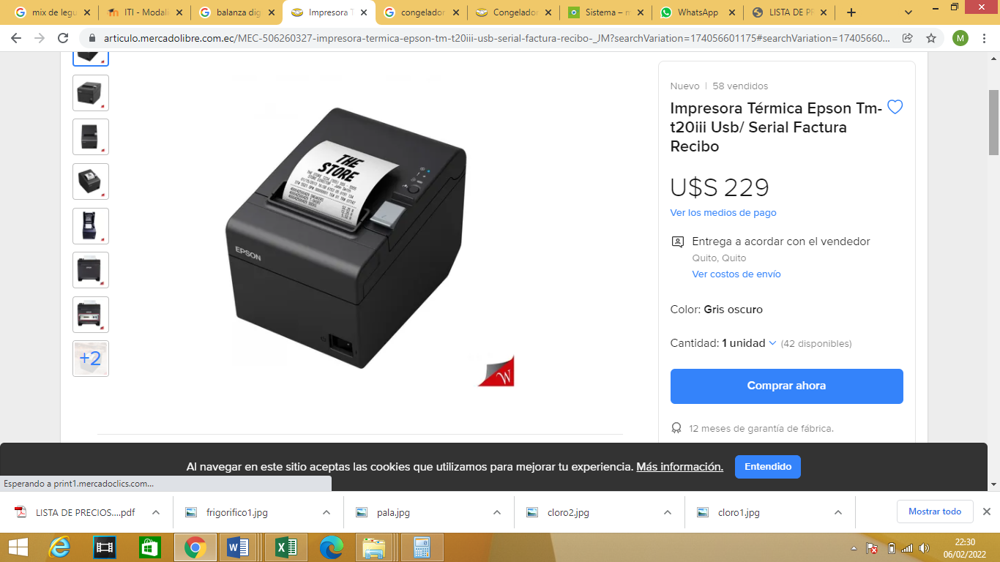 mix de legu
ITI - Modali
balanza dig
Impresora T
congelador
Congelador
Sistema – m
WhatsApp
LISTA DE PR
articulo.mercadolibre.com.ec/MEC-506260327-impresora-termica-epson-tm-t20iii-usb-serial-factura-recibo-_JM?searchVariation=174056601175#searchVariation=17405660...
M
THE
STORE
EPSON
W
+2
Nuevo | 58 vendidos
Impresora Térmica Epson Tm-
t20iii Usb/ Serial Factura
Recibo
U$S 229
Ver los medios de pago
Entrega a acordar con el vendedor
Quito, Quito
Ver costos de envío
Color: Gris oscuro
Cantidad: 1 unidad (42 disponibles)
Comprar ahora
12 meses de garantía de fábrica.
Al navegar en este sitio aceptas las cookies que utilizamos para mejorar tu experiencia. Más información. Entendido
Esperando a print1.mercadoclics.com...
LISTA DE PRECIOS....pdf
frigorifico1.jpg
pala.jpg
cloro2.jpg
cloro1.jpg
Mostrar todo
22:30
06/02/2022